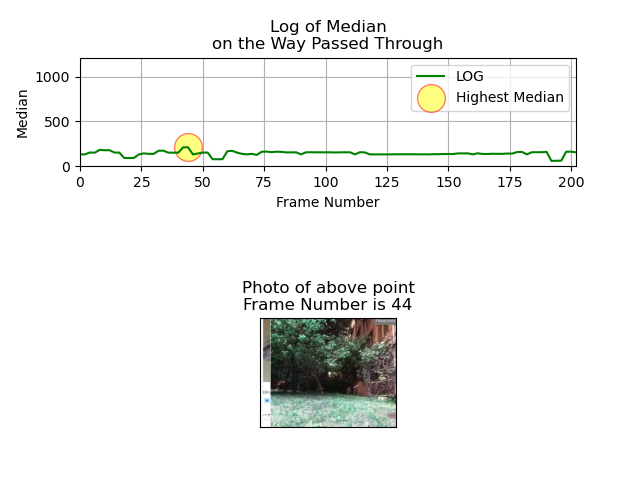 Log of Median
on the Way Passed Through
1000
500
0
Median
LOG
Highest Median
0 25 50 75 100 125 150 175 200
Frame Number
Photo of above point
Frame Number is 44